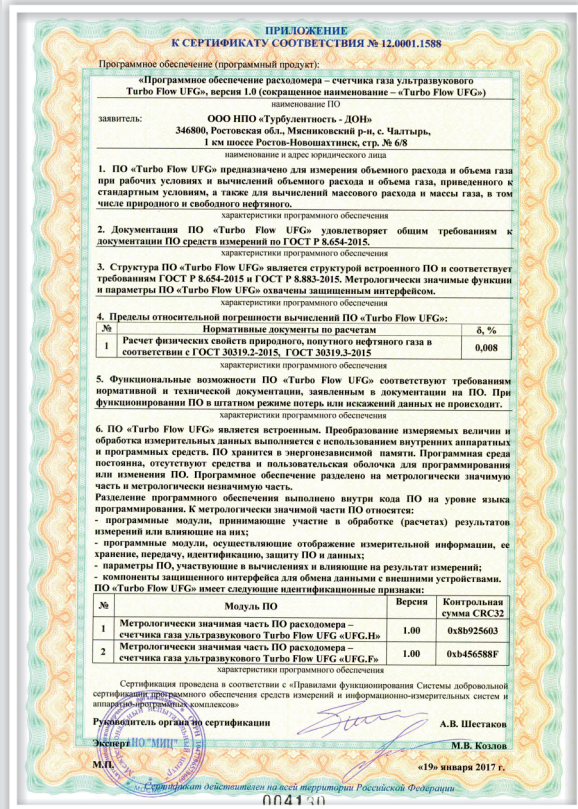 ПРИЛОЖЕНИЕ
К СЕРТИФИКАТУ СООТВЕТСТВИЯ № 12.0001.1588
Программное обеспечение (программный продукт):
«Программное обеспечение расходомера – счетчика газа ультразвукового
Turbo Flow UFG», версия 1.0 (сокращенное наименование – «Turbo Flow UFG»)
наименование ПО
заявитель: ООО НПО «Турбулентность - ДОН»
346800, Ростовская обл., Мясниковский р-н, с. Чалтырь,
1 км шоссе Ростов-Новошахтинск, стр. № 6/8
наименование и адрес юридического лица
1. ПО «Turbo Flow UFG» предназначено для измерения объемного расхода и объема газа
при рабочих условиях и вычислений объемного расхода и объема газа, приведенного к
стандартным условиям, а также для вычислений массового расхода и массы газа, в том
числе природного и свободного нефтяного.
характеристики программного обеспечения
2. Документация ПО «Turbo Flow UFG» удовлетворяет общим требованиям к
документации ПО средств измерений по ГОСТ Р 8.654-2015.
характеристики программного обеспечения
3. Структура ПО «Turbo Flow UFG» является структурой встроенного ПО и соответствует
требованиям ГОСТ Р 8.654-2015 и ГОСТ Р 8.883-2015. Метрологически значимые функции
и параметры ПО «Turbo Flow UFG» охвачены защищенным интерфейсом.
характеристики программного обеспечения
4. Пределы относительной погрешности вычислений ПО «Turbo Flow UFG»:
№ Нормативные документы по расчетам δ, %
1 Расчет физических свойств природного, попутного нефтяного газа в
соответствии с ГОСТ 30319.2-2015, ГОСТ 30319.3-2015 0,008
характеристики программного обеспечения
5. Функциональные возможности ПО «Turbo Flow UFG» соответствуют требованиям
нормативной и технической документации, заявленным в документации на ПО. При
функционировании ПО в штатном режиме потерь или искажений данных не происходит.
характеристики программного обеспечения
6. ПО «Turbo Flow UFG» является встроенным. Преобразование измеряемых величин и
обработка измерительных данных выполняется с использованием внутренних аппаратных
и программных средств. ПО хранится в энергонезависимой памяти. Программная среда
постоянна, отсутствуют средства и пользовательская оболочка для программирования
или изменения ПО. Программное обеспечение разделено на метрологически значимую
часть и метрологически незначимую часть.
Разделение программного обеспечения выполнено внутри кода ПО на уровне языка
программирования. К метрологически значимой части ПО относятся:
- программные модули, принимающие участие в обработке (расчетах) результатов
измерений или влияющие на них;
- программные модули, осуществляющие отображение измерительной информации, ее
хранение, передачу, идентификацию, защиту ПО и данных;
- параметры ПО, участвующие в вычислениях и влияющие на результат измерений;
- компоненты защищенного интерфейса для обмена данными с внешними устройствами.
ПО «Turbo Flow UFG» имеет следующие идентификационные признаки:
№ Модуль ПО Версия Контрольная
сумма CRC32
1 Метрологически значимая часть ПО расходомера –
счетчика газа ультразвукового Turbo Flow UFG «UFG.H» 1.00 0x8b925603
2 Метрологически значимая часть ПО расходомера –
счетчика газа ультразвукового Turbo Flow UFG «UFG.F» 1.00 0xb456588F
характеристики программного обеспечения
Сертификация проведена в соответствии с «Правилами функционирования Системы добровольной
сертификации программного обеспечения средств измерений и информационно-измерительных систем и
аппаратно-программных комплексов»
Руководитель органа по сертификации А.В. Шестаков
Эксперт АНО "МИЦ" М.В. Козлов
М.П. «19» января 2017 г.
Сертификат действителен на всей территории Российской Федерации
004130